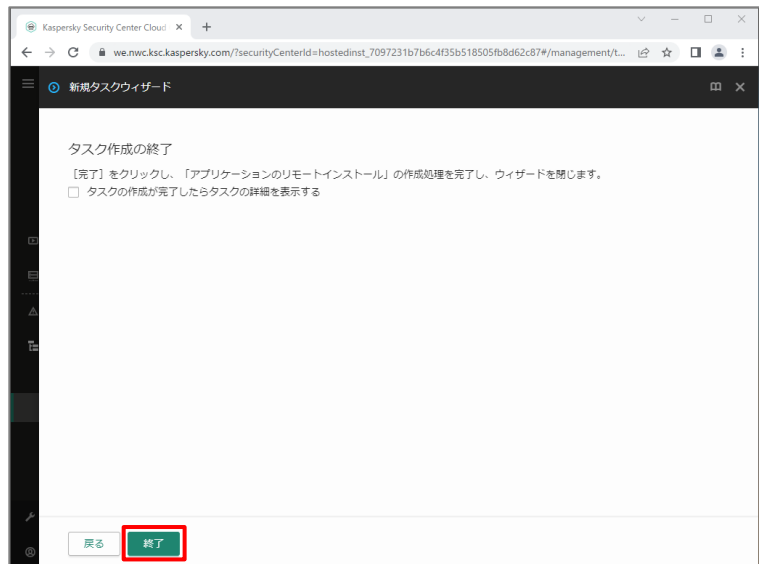 Kaspersky Security Center Cloud
we.nwc.ksc.kaspersky.com/?securityCenterId=hostedinst_7097231b7b6c4f35b518505fb8d62c87#/management/t...
新規タスクウィザード
タスク作成の終了
［完了］をクリックし、「アプリケーションのリモートインストール」の作成処理を完了し、ウィザードを閉じます。
タスクの作成が完了したらタスクの詳細を表示する
戻る
終了